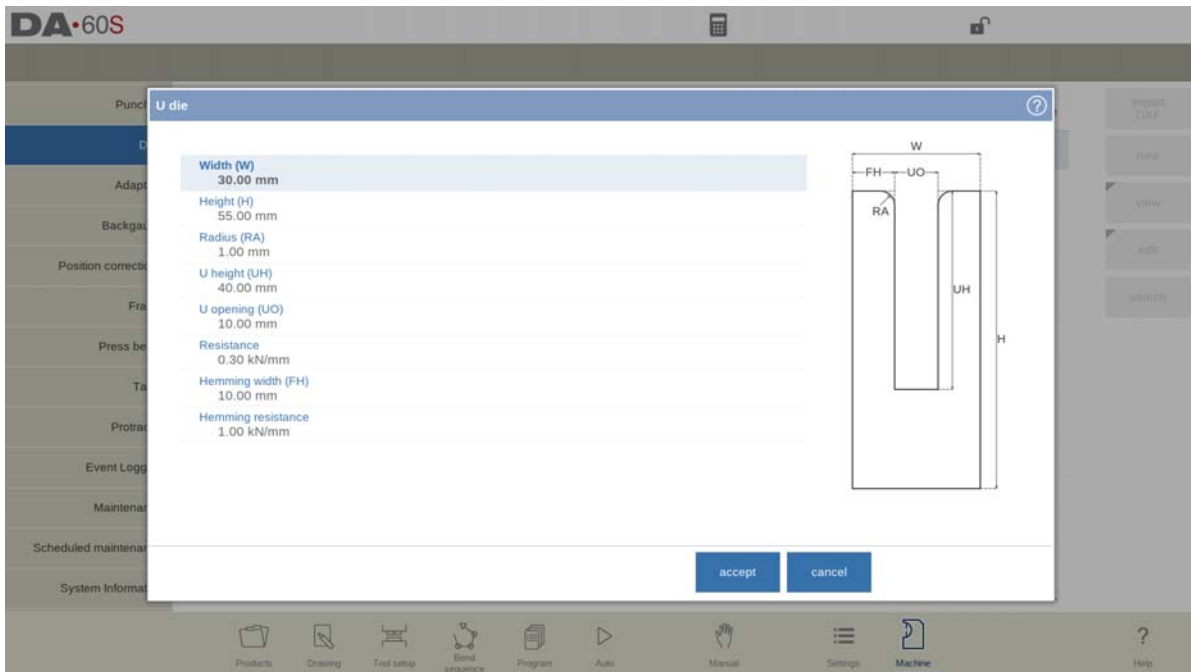 DA•60S
Punch
U die
import
DXF
D
new
Adapt
view
Backgau
edit
Position correctio
search
Fra
Press be
Ta
Protrac
Event Logg
Maintenan
Scheduled maintenan
System Informat
Width (W)
30.00 mm
Height (H)
55.00 mm
Radius (RA)
1.00 mm
U height (UH)
40.00 mm
U opening (UO)
10.00 mm
Resistance
0.30 kN/mm
Hemming width (FH)
10.00 mm
Hemming resistance
1.00 kN/mm
W
FH
UO
RA
UH
H
accept
cancel
Products
Drawing
Tool setup
Bend
sequence
Program
Auto
Manual
Settings
Machine
?
Help